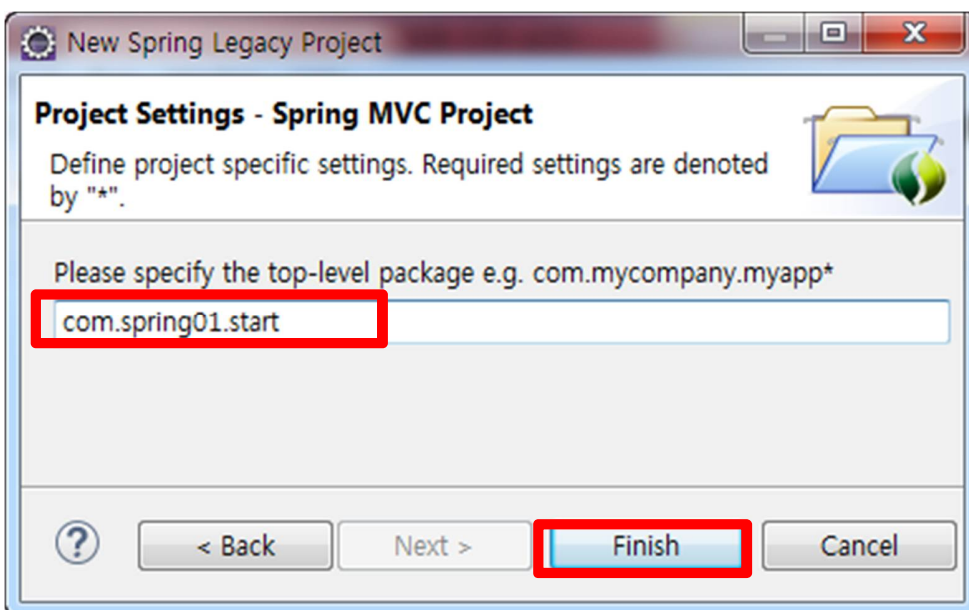 New Spring Legacy Project
Project Settings - Spring MVC Project
Define project specific settings. Required settings are denoted
by "*".
Please specify the top-level package e.g. com.mycompany.myapp*
com.spring01.start
?
< Back
Next >
Finish
Cancel